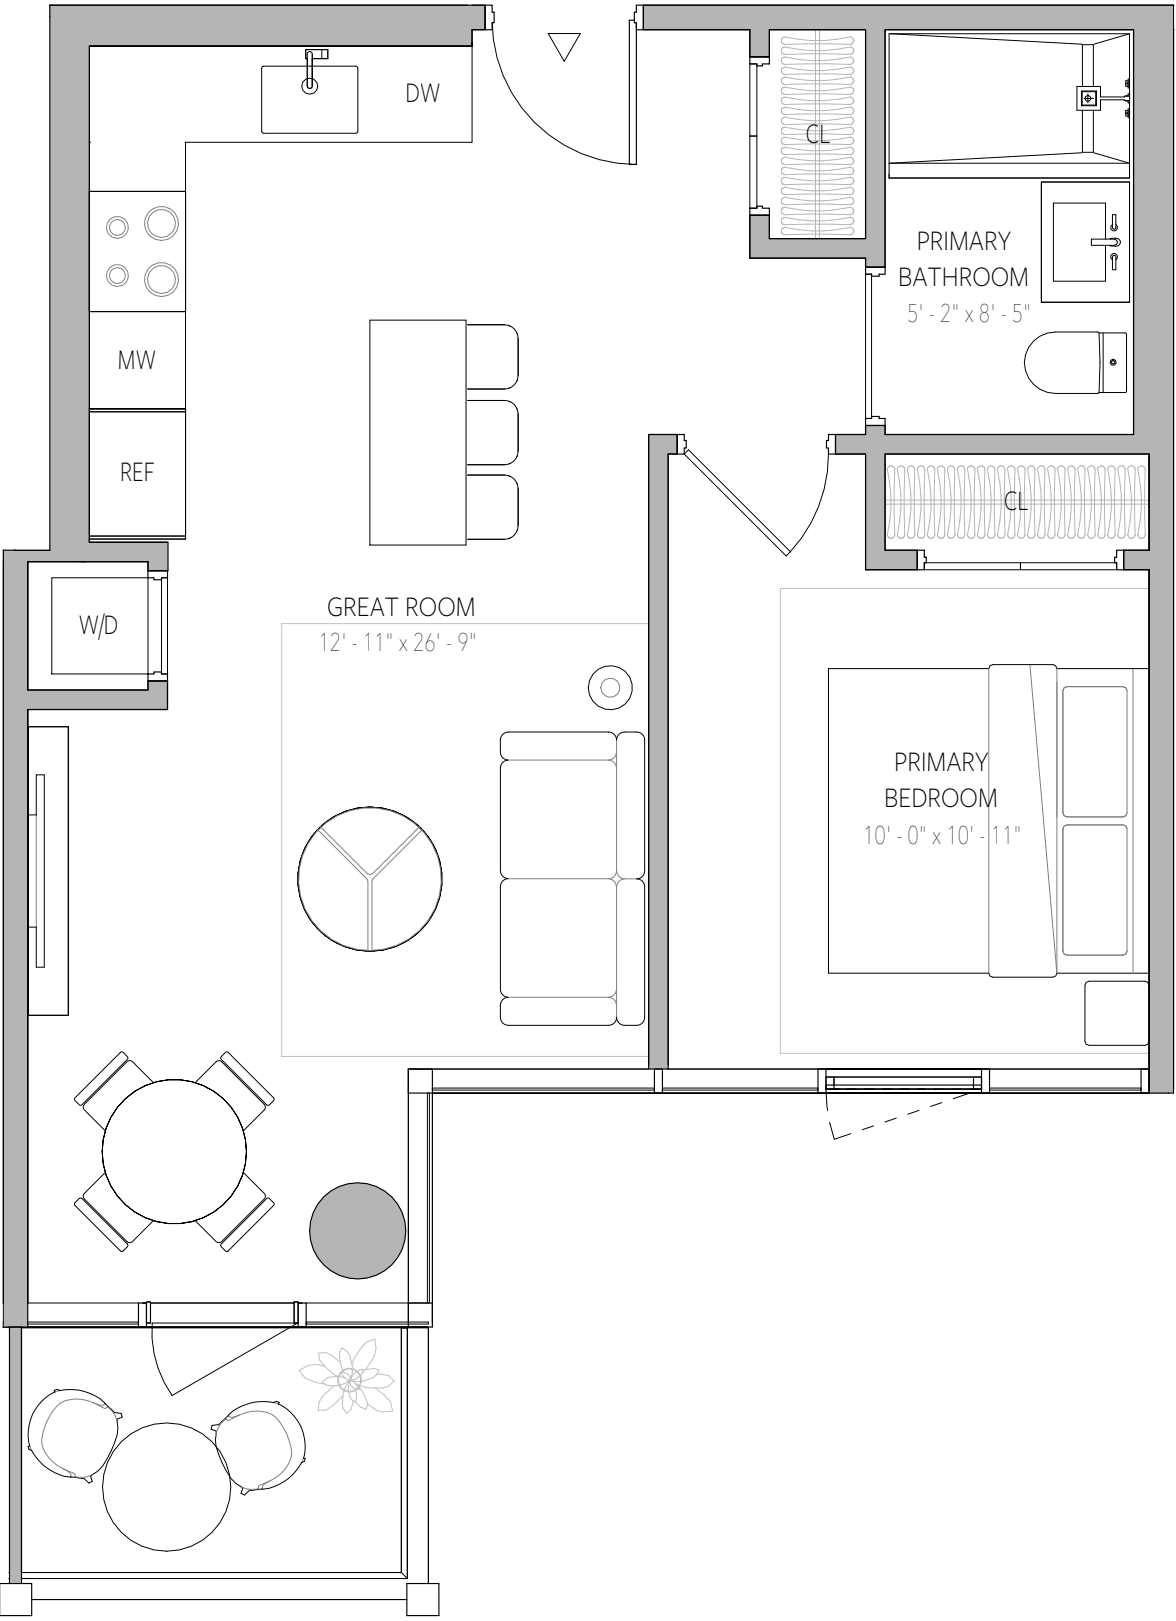 DW
CL
PRIMARY
BATHROOM
5' - 2" x 8' - 5"
MW
REF
CL
W/D
GREAT ROOM
12' - 11" x 26' - 9"
PRIMARY
BEDROOM
10' - 0" x 10' - 11"